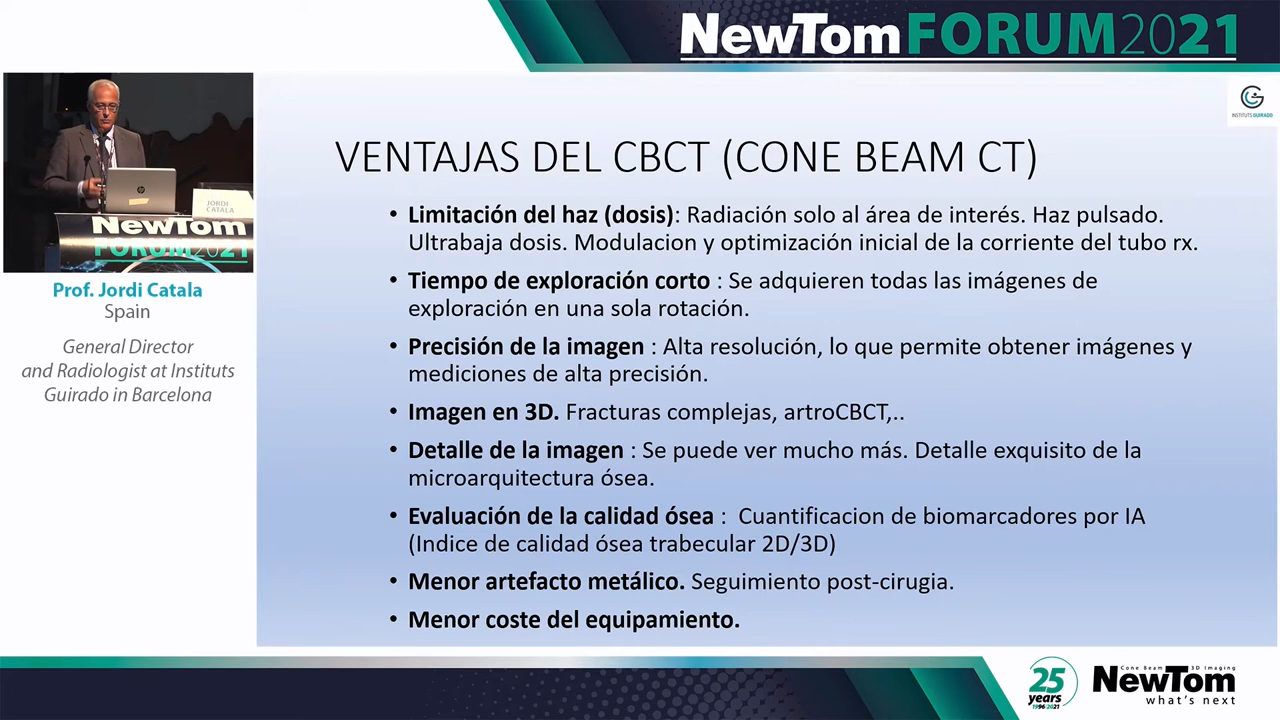 NewTom FORUM2021
INSTITUTS GUIRADO
VENTAJAS DEL CBCT (CONE BEAM CT)
• Limitación del haz (dosis): Radiación solo al área de interés. Haz pulsado.
Ultrabaja dosis. Modulacion y optimización inicial de la corriente del tubo rx.
• Tiempo de exploración corto : Se adquieren todas las imágenes de
exploración en una sola rotación.
• Precisión de la imagen : Alta resolución, lo que permite obtener imágenes y
mediciones de alta precisión.
• Imagen en 3D. Fracturas complejas, artroCBCT,..
• Detalle de la imagen : Se puede ver mucho más. Detalle exquisito de la
microarquitectura ósea.
• Evaluación de la calidad ósea : Cuantificacion de biomarcadores por IA
(Indice de calidad ósea trabecular 2D/3D)
• Menor artefacto metálico. Seguimiento post-cirugia.
• Menor coste del equipamiento.
hp
JORDI
CATALA
NewTom
FORUM2021
Prof. Jordi Catala
Spain
General Director
and Radiologist at Instituts
Guirado in Barcelona
25
years
1996|2021
Cone Beam 3D Imaging
NewTom
what's next